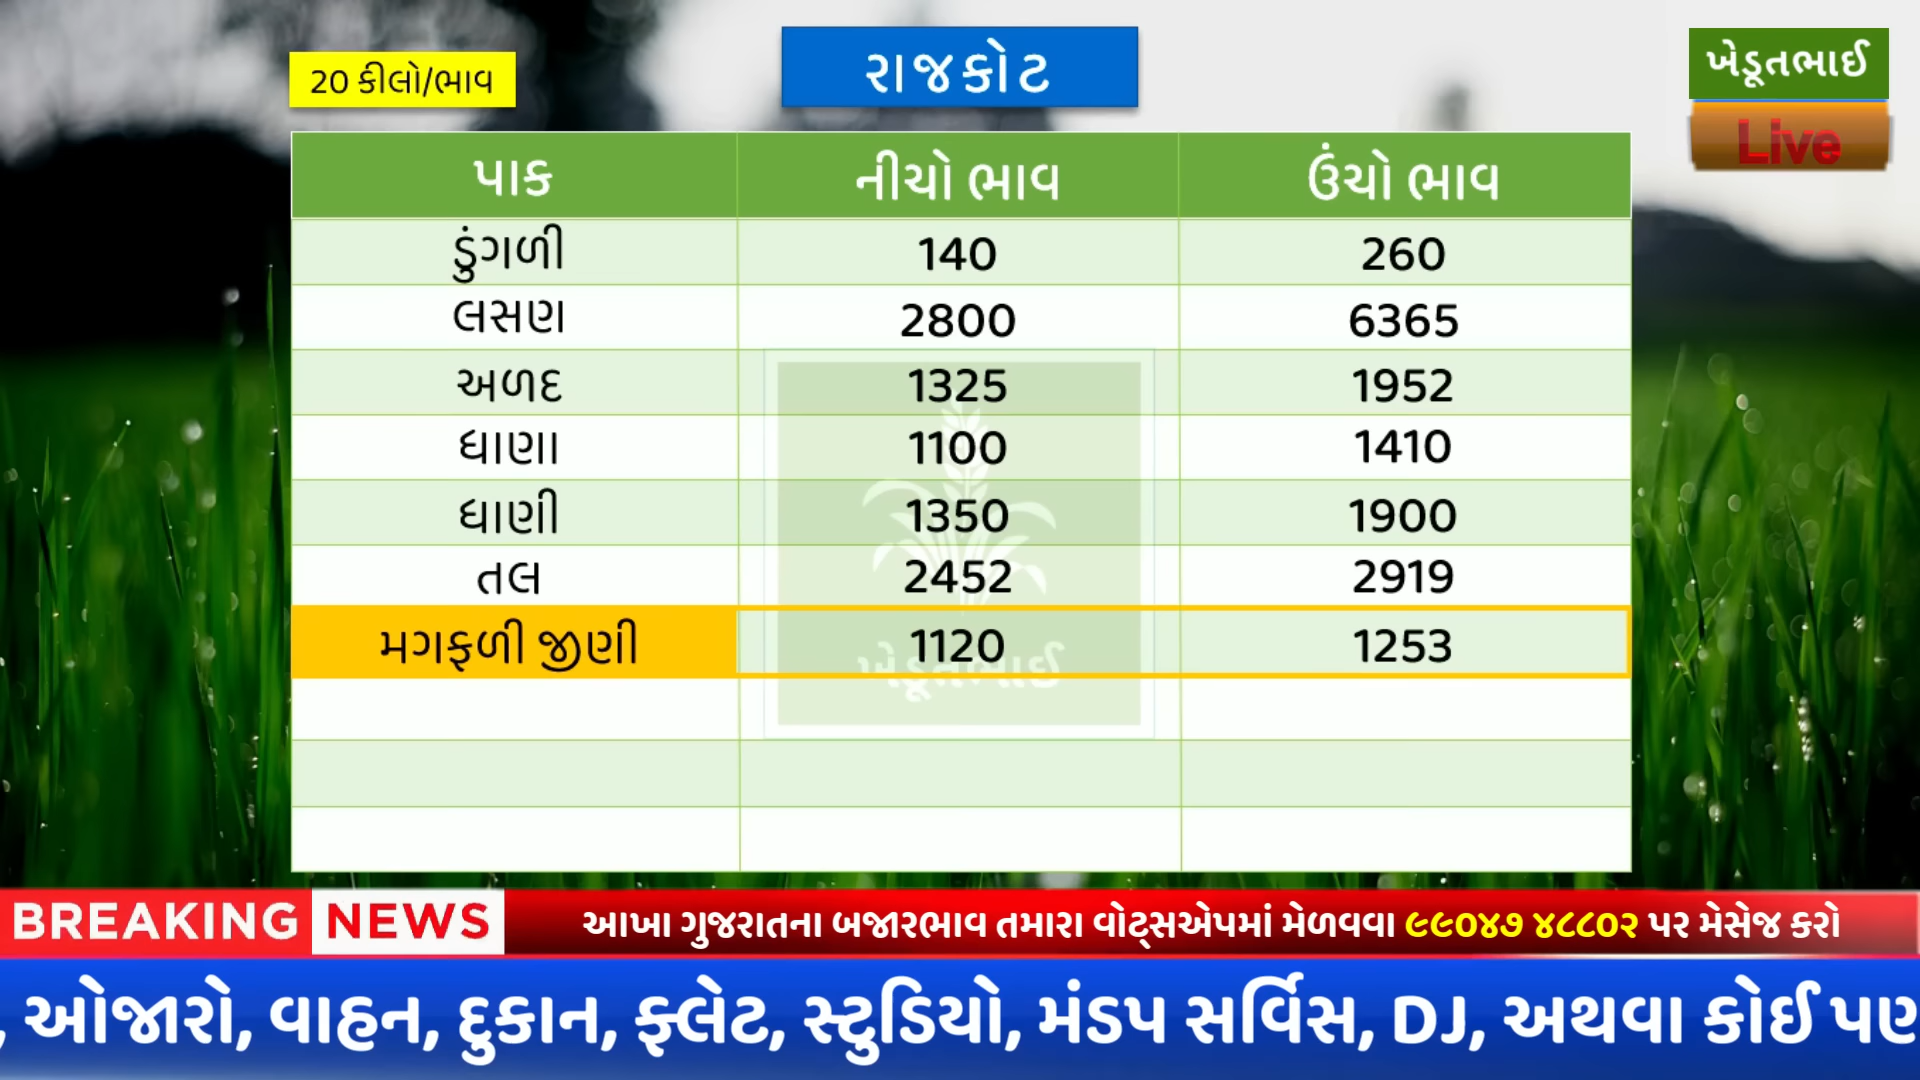 20 કીલો/ભાવ
રાજકોટ
ખેડૂતભાઈ
Live
પાક નીચો ભાવ ઉંચો ભાવ
ડુંગળી 140 260
લસણ 2800 6365
અળદ 1325 1952
ધાણા 1100 1410
ધાણી 1350 1900
તલ 2452 2919
મગફળી જીણી 1120 1253
ખેડૂતભાઈ
BREAKING NEWS આખા ગુજરાતના બજારભાવ તમારા વોટ્સએપમાં મેળવવા ૯૯૦૪૭ ૪૮૮૦૨ પર મેસેજ કરો
, ઓજારો, વાહન, દુકાન, ફ્લેટ, સ્ટુડિયો, મંડપ સર્વિસ, DJ, અથવા કોઈ પણ